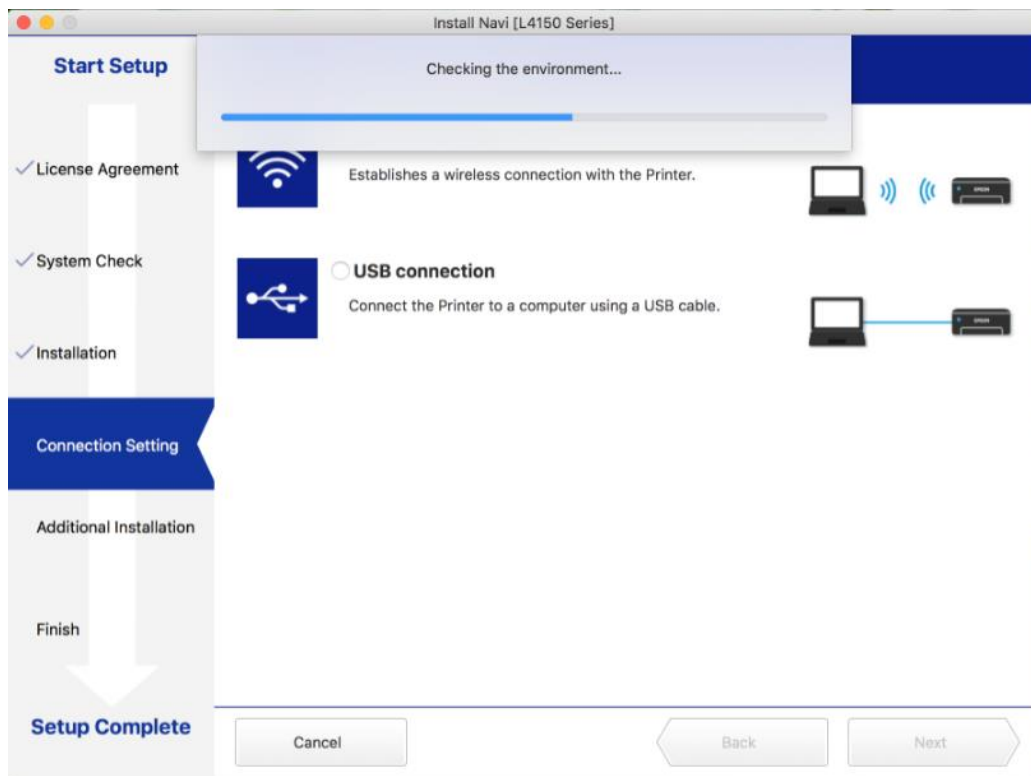 Install Navi [L4150 Series]
Start Setup
Checking the environment...
License Agreement
Establishes a wireless connection with the Printer.
System Check
USB connection
Connect the Printer to a computer using a USB cable.
Installation
Connection Setting
Additional Installation
Finish
Setup Complete
Cancel
Back
Next